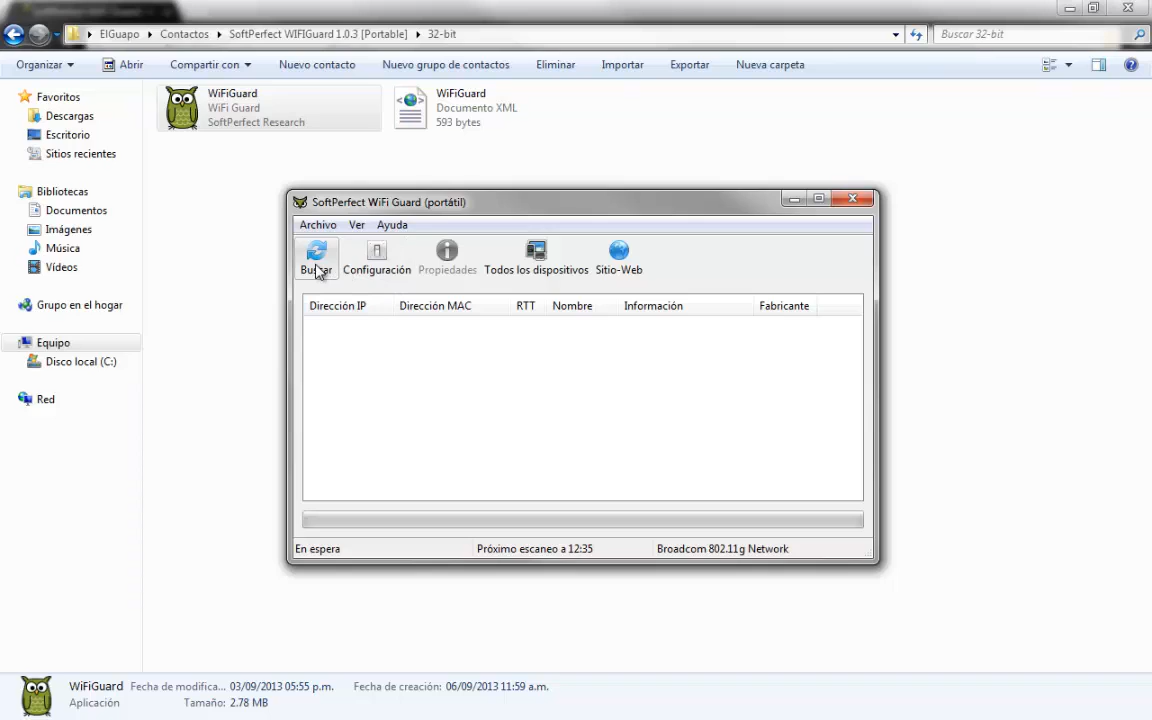 ElGuapo
Contactos
SoftPerfect WIFIGuard 1.0.3 [Portable]
32-bit
Buscar 32-bit
Organizar
Abrir
Compartir con
Nuevo contacto
Nuevo grupo de contactos
Eliminar
Importar
Exportar
Nueva carpeta
Favoritos
Descargas
Escritorio
Sitios recientes
Bibliotecas
Documentos
Imágenes
Música
Vídeos
Grupo en el hogar
Equipo
Disco local (C:)
Red
WiFiGuard
WiFi Guard
SoftPerfect Research
WiFiGuard
Documento XML
593 bytes
SoftPerfect WiFi Guard (portátil)
Archivo Ver Ayuda
Buscar Configuración Propiedades Todos los dispositivos Sitio-Web
Dirección IP Dirección MAC RTT Nombre Información Fabricante
En espera Próximo escaneo a 12:35 Broadcom 802.11g Network
WiFiGuard Fecha de modifica... 03/09/2013 05:55 p.m. Fecha de creación: 06/09/2013 11:59 a.m.
Aplicación Tamaño: 2.78 MB